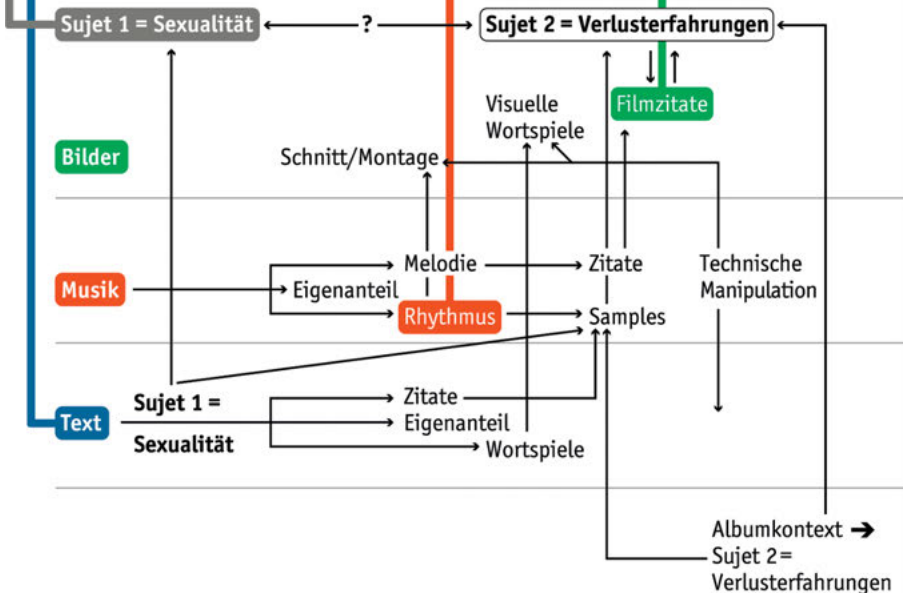 Sujet 1 = Sexualität
?
Sujet 2 = Verlusterfahrungen
Visuelle
Wortspiele
Filmzitate
Bilder
Schnitt/Montage
Melodie
Zitate
Technische
Manipulation
Musik
Eigenanteil
Rhythmus
Samples
Sujet 1 =
Sexualität
Text
Zitate
Eigenanteil
Wortspiele
Albumkontext ➔
Sujet 2=
Verlusterfahrungen